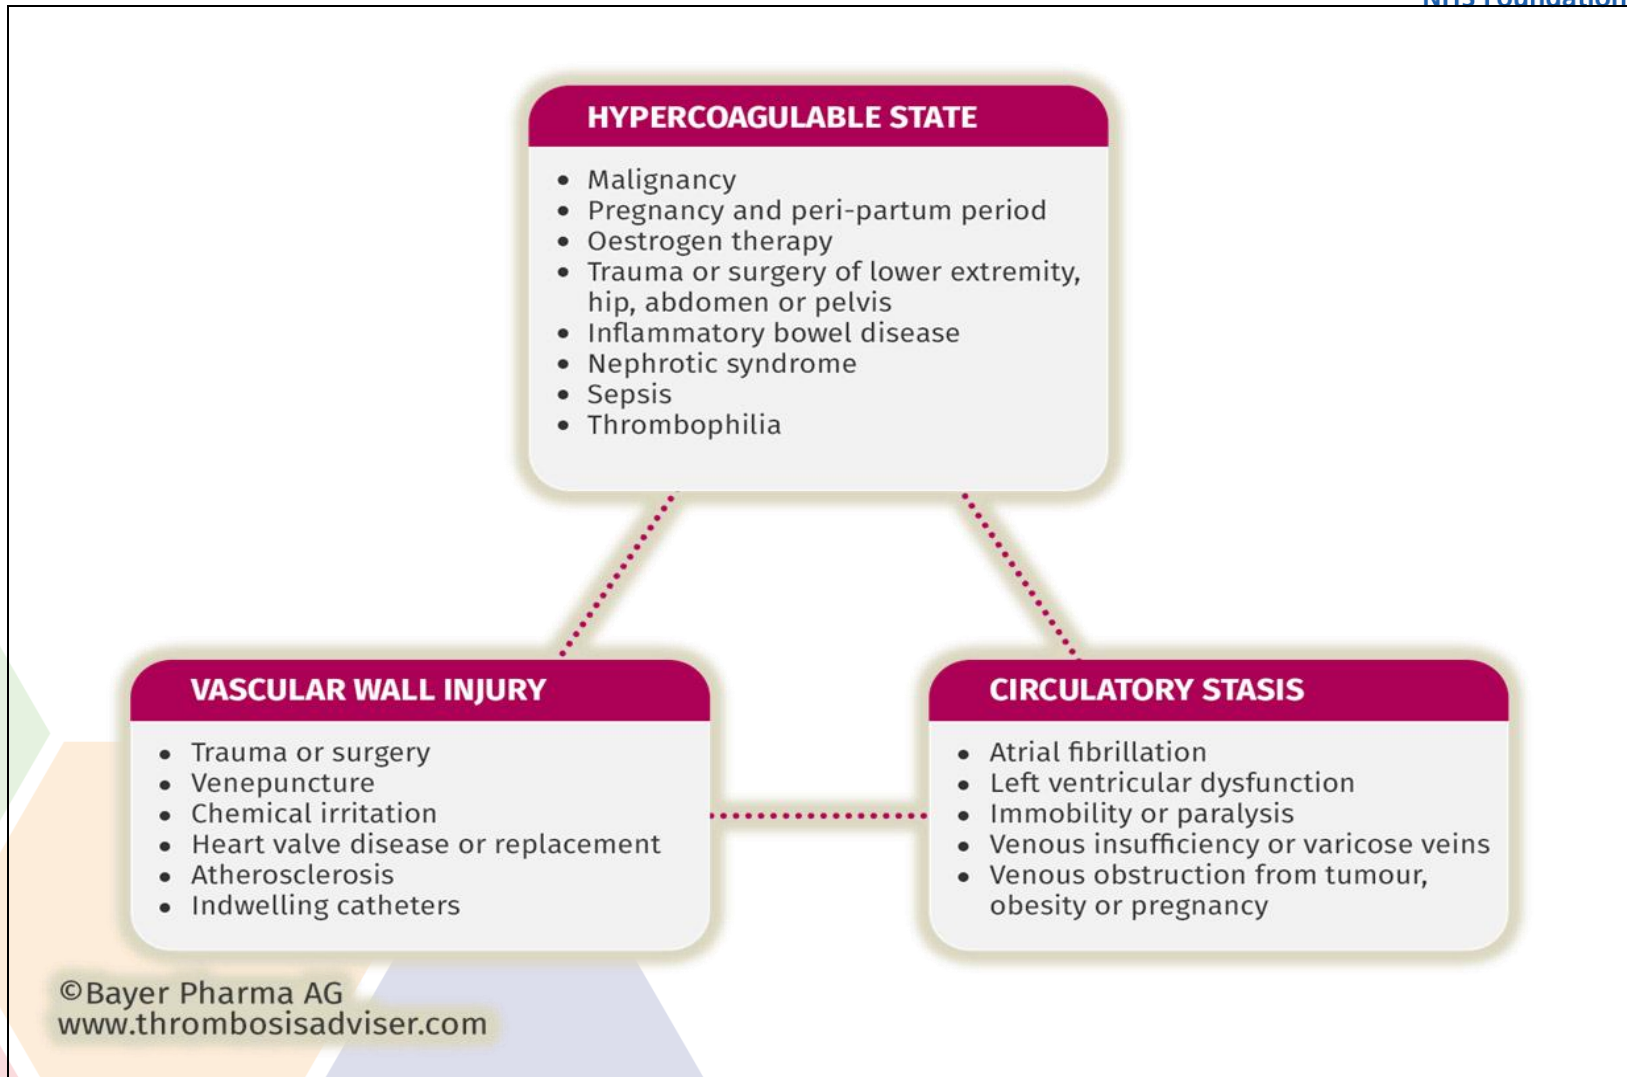 NHS Foundation
HYPERCOAGULABLE STATE
• Malignancy
• Pregnancy and peri-partum period
• Oestrogen therapy
• Trauma or surgery of lower extremity,
hip, abdomen or pelvis
• Inflammatory bowel disease
• Nephrotic syndrome
• Sepsis
• Thrombophilia
VASCULAR WALL INJURY
• Trauma or surgery
• Venepuncture
• Chemical irritation
• Heart valve disease or replacement
• Atherosclerosis
• Indwelling catheters
CIRCULATORY STASIS
• Atrial fibrillation
• Left ventricular dysfunction
• Immobility or paralysis
• Venous insufficiency or varicose veins
• Venous obstruction from tumour,
obesity or pregnancy
©Bayer Pharma AG
www.thrombosisadviser.com